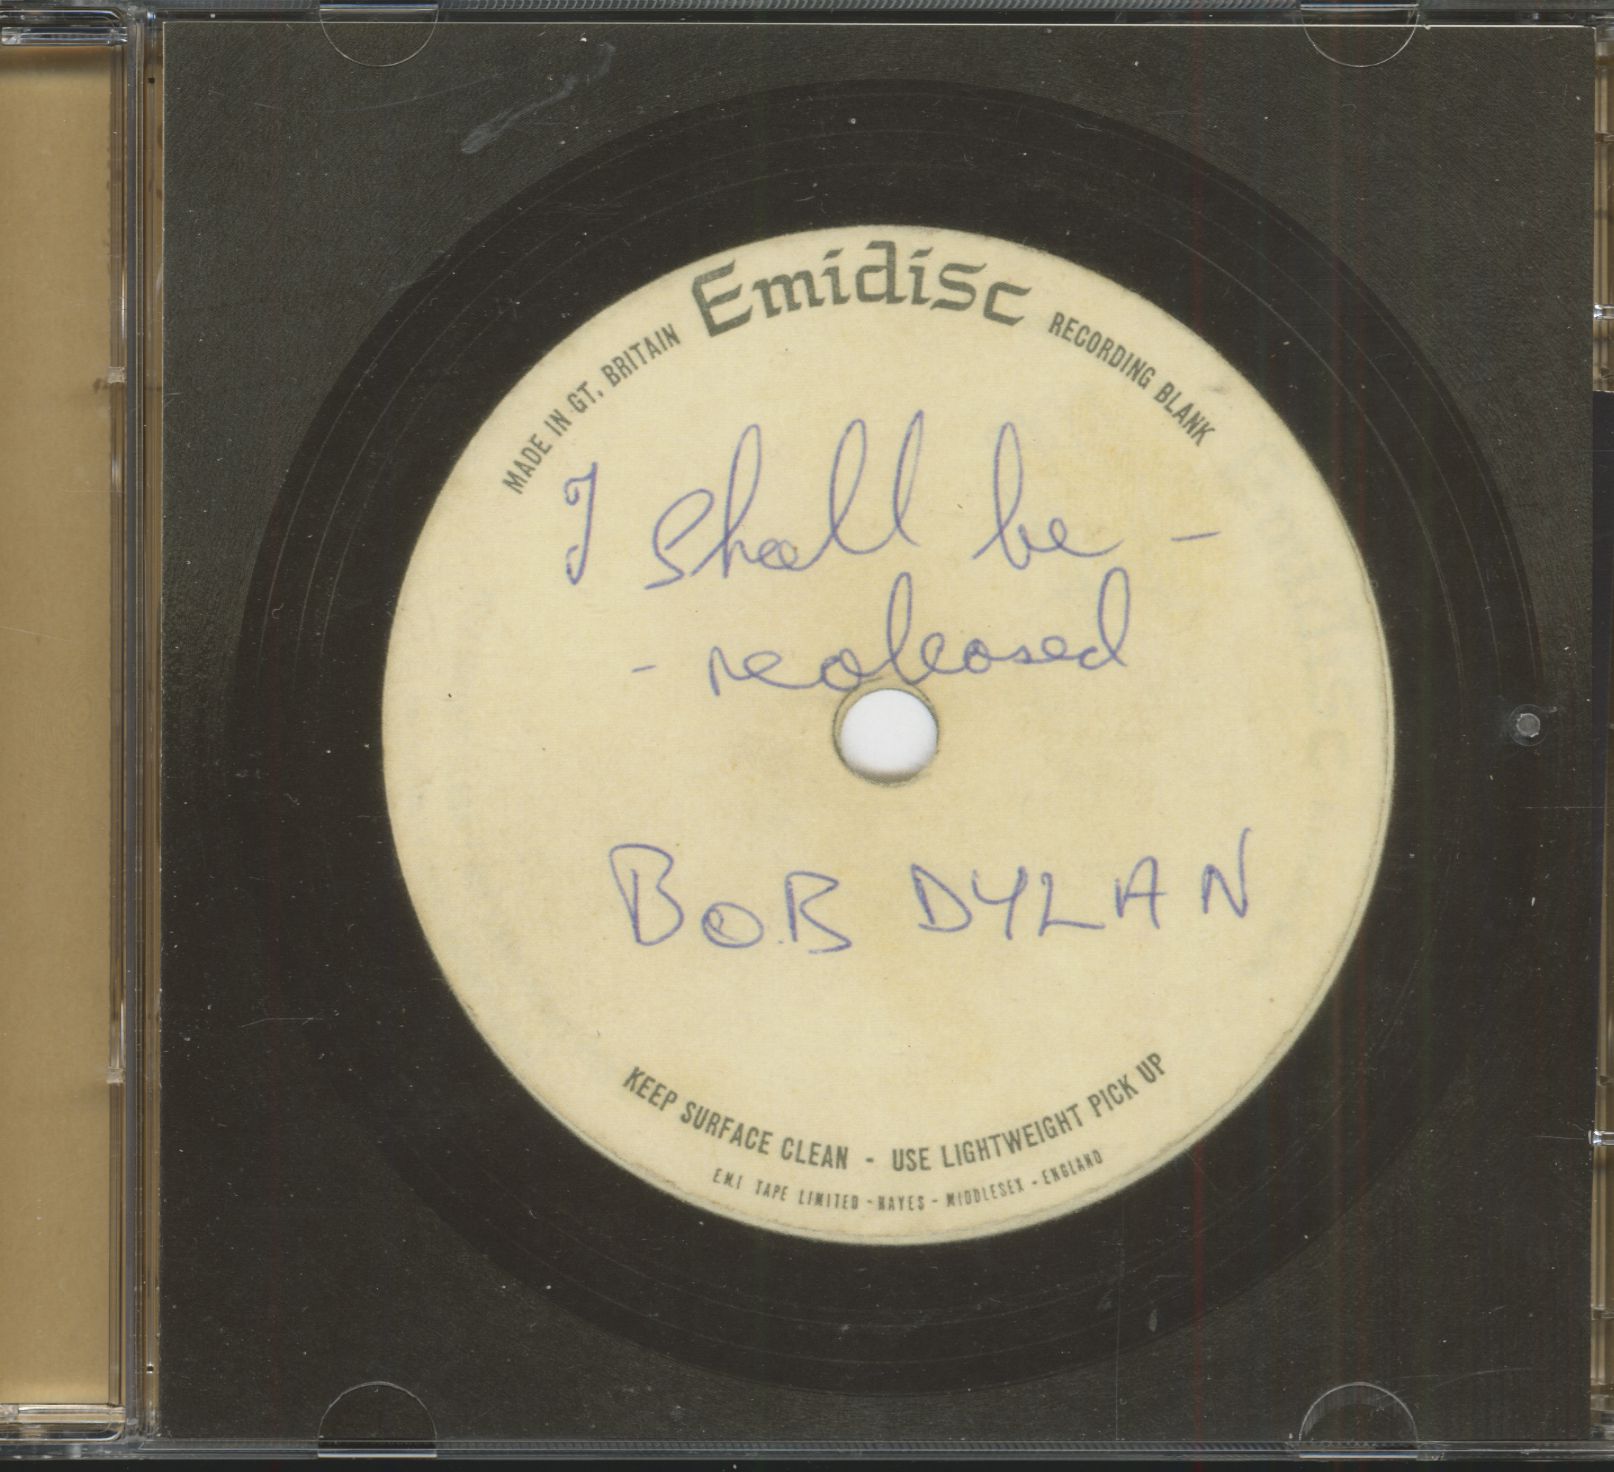 Emidisc
MADE IN GT. BRITAIN
RECORDING BLANK
I Shall be -
- released
BOB DYLAN
KEEP SURFACE CLEAN - USE LIGHTWEIGHT PICK UP
E.M.I TAPE LIMITED - HAYES - MIDDLESEX - ENGLAND